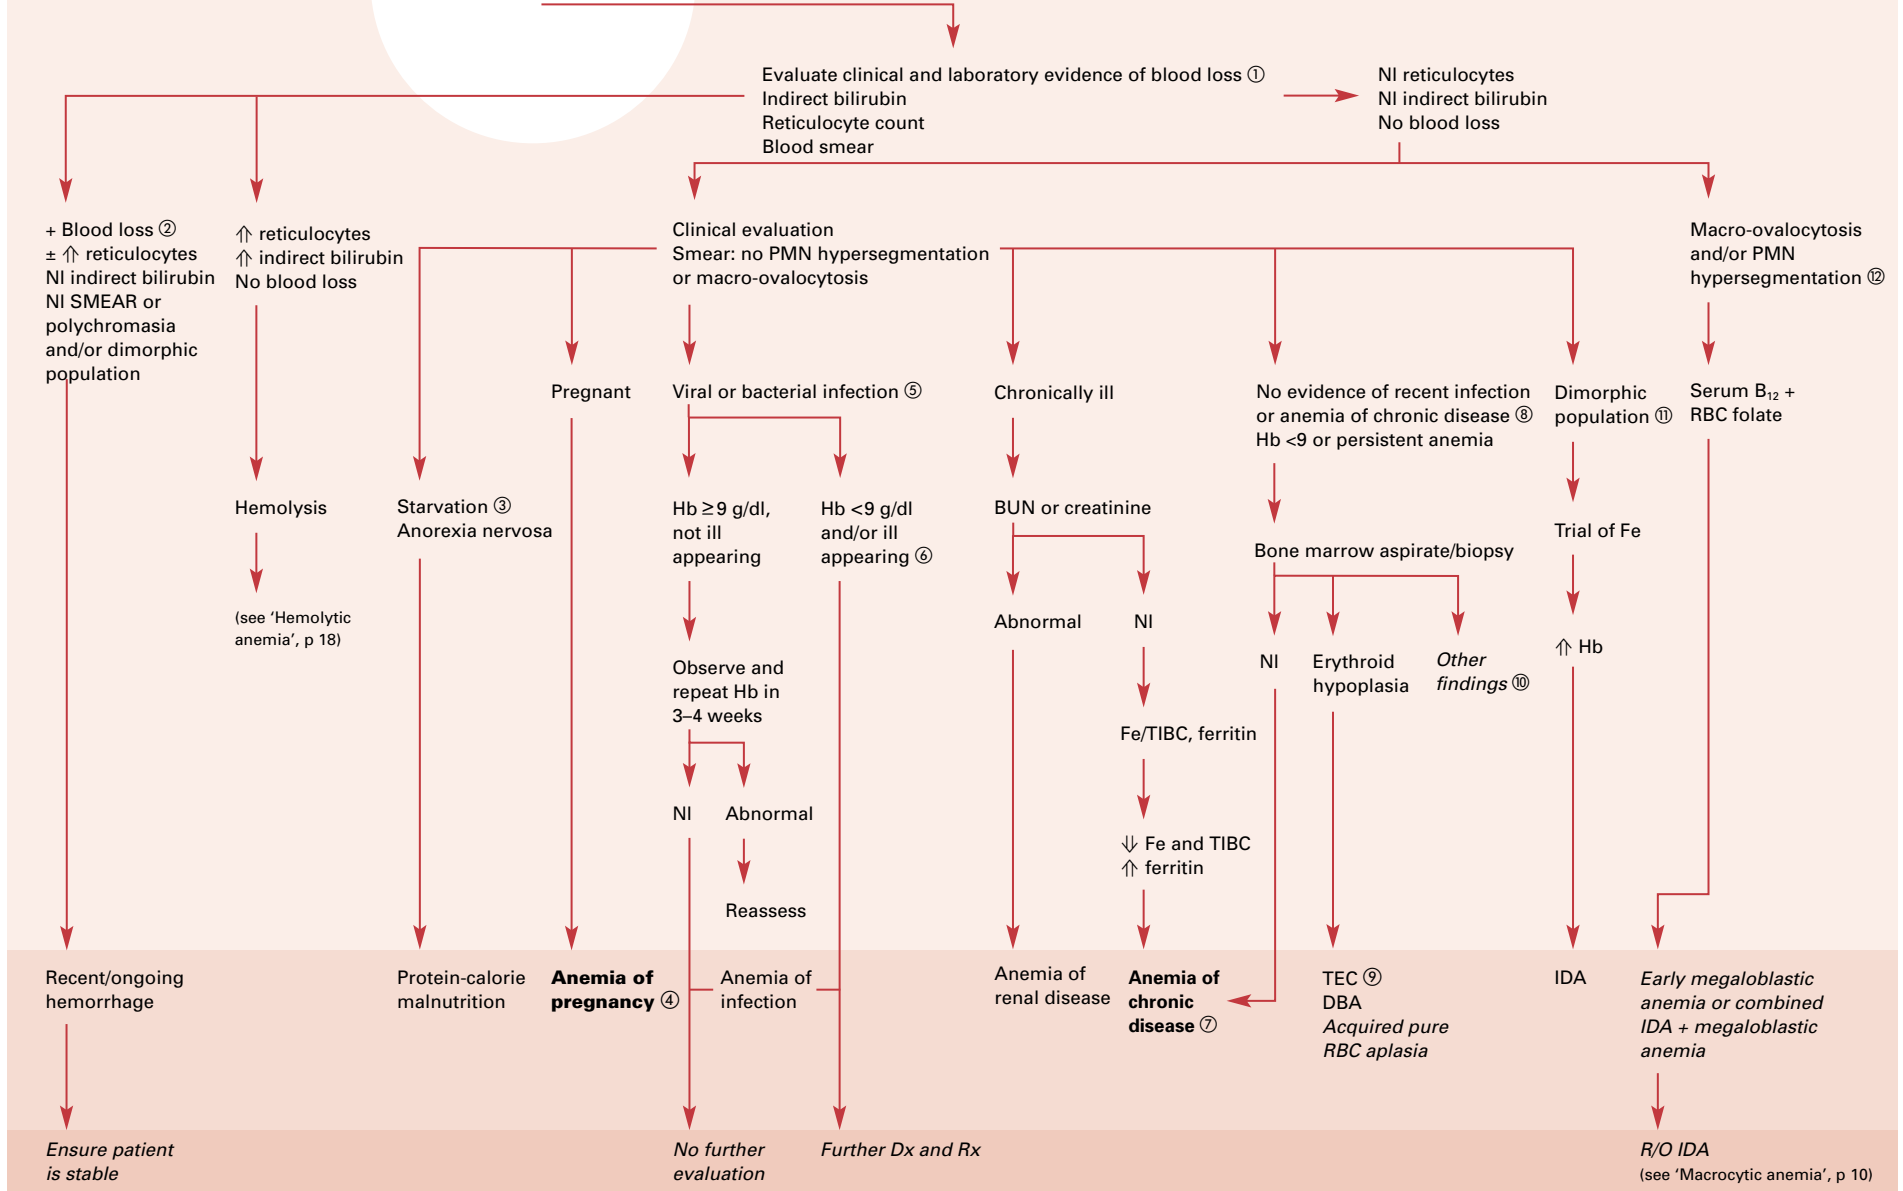 Evaluate clinical and laboratory evidence of blood loss ①
Indirect bilirubin
Reticulocyte count
Blood smear
Nl reticulocytes
Nl indirect bilirubin
No blood loss
+ Blood loss ②
± ⇑ reticulocytes
Nl indirect bilirubin
Nl SMEAR or
polychromasia
and/or dimorphic
population
⇑ reticulocytes
⇑ indirect bilirubin
No blood loss
Clinical evaluation
Smear: no PMN hypersegmentation
or macro-ovalocytosis
Macro-ovalocytosis
and/or PMN
hypersegmentation ⑫
Pregnant
Viral or bacterial infection ⑤
Chronically ill
No evidence of recent infection
or anemia of chronic disease ⑧
Hb <9 or persistent anemia
Dimorphic
population ⑪
Serum B₁₂ +
RBC folate
Hemolysis
Starvation ③
Anorexia nervosa
Hb ≥9 g/dl,
not ill
appearing
Hb <9 g/dl
and/or ill
appearing ⑥
BUN or creatinine
Bone marrow aspirate/biopsy
Trial of Fe
(see ‘Hemolytic
anemia’, p 18)
Observe and
repeat Hb in
3–4 weeks
Abnormal
Nl
Nl
Erythroid
hypoplasia
Other
findings ⑩
⇑ Hb
Fe/TIBC, ferritin
Nl
Abnormal
⇓ Fe and TIBC
⇑ ferritin
Reassess
Recent/ongoing
hemorrhage
Protein-calorie
malnutrition
Anemia of
pregnancy ④
Anemia of
infection
Anemia of
renal disease
Anemia of
chronic
disease ⑦
TEC ⑨
DBA
Acquired pure
RBC aplasia
IDA
Early megaloblastic
anemia or combined
IDA + megaloblastic
anemia
Ensure patient
is stable
No further
evaluation
Further Dx and Rx
R/O IDA
(see ‘Macrocytic anemia’, p 10)